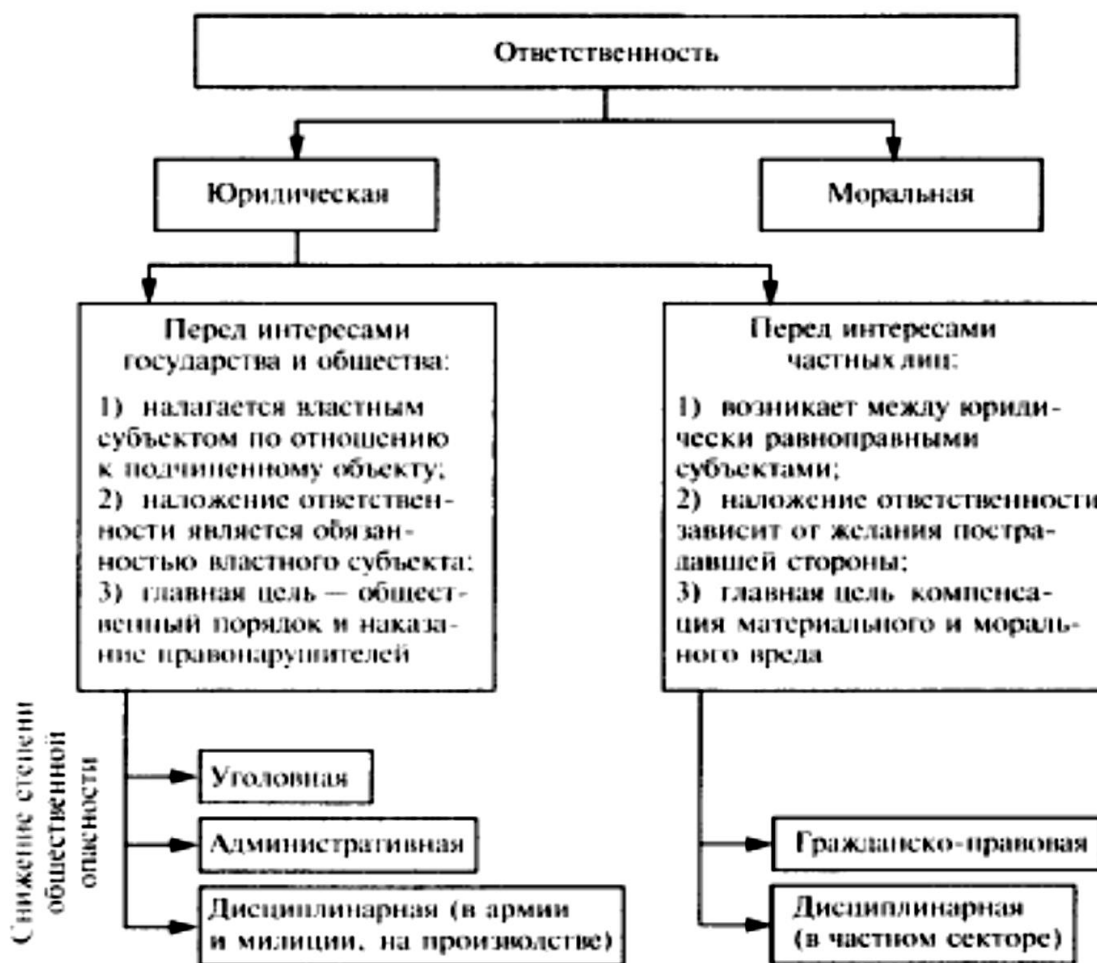 Ответственность
Юридическая
Моральная
Перед интересами
государства и общества:
1) налагается властным
субъектом по отношению
к подчиненному объекту;
2) наложение ответствен-
ности является обязан-
ностью властного субъекта;
3) главная цель — общест-
венный порядок и наказа-
ние правонарушителей
Перед интересами
частных лиц:
1) возникает между юриди-
чески равноправными
субъектами;
2) наложение ответственности
зависит от желания постра-
давшей стороны;
3) главная цель компенса-
ция материального и мораль-
ного вреда
Снижение степени
общественной
опасности
Уголовная
Административная
Дисциплинарная (в армии
и милиции, на производстве)
Гражданско-правовая
Дисциплинарная
(в частном секторе)